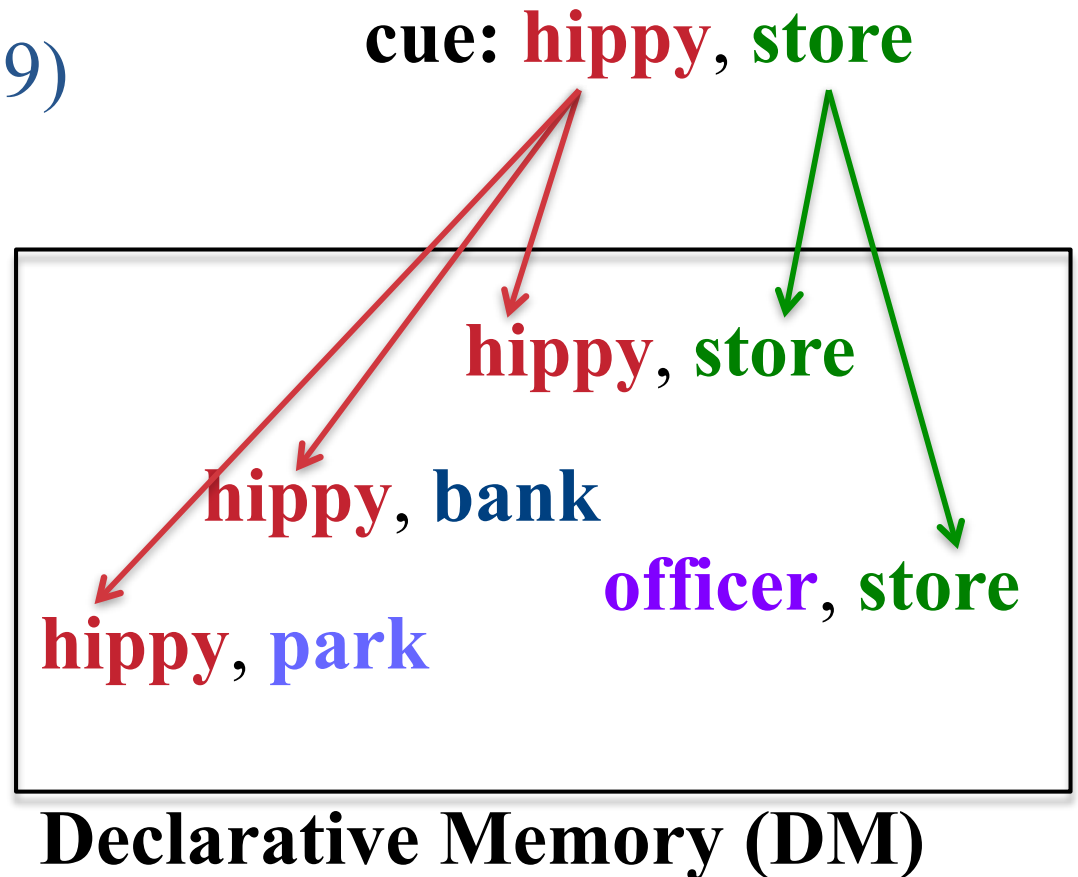 cue: hippy, store
9)
hippy, store
hippy, bank
officer, store
hippy, park
Declarative Memory (DM)